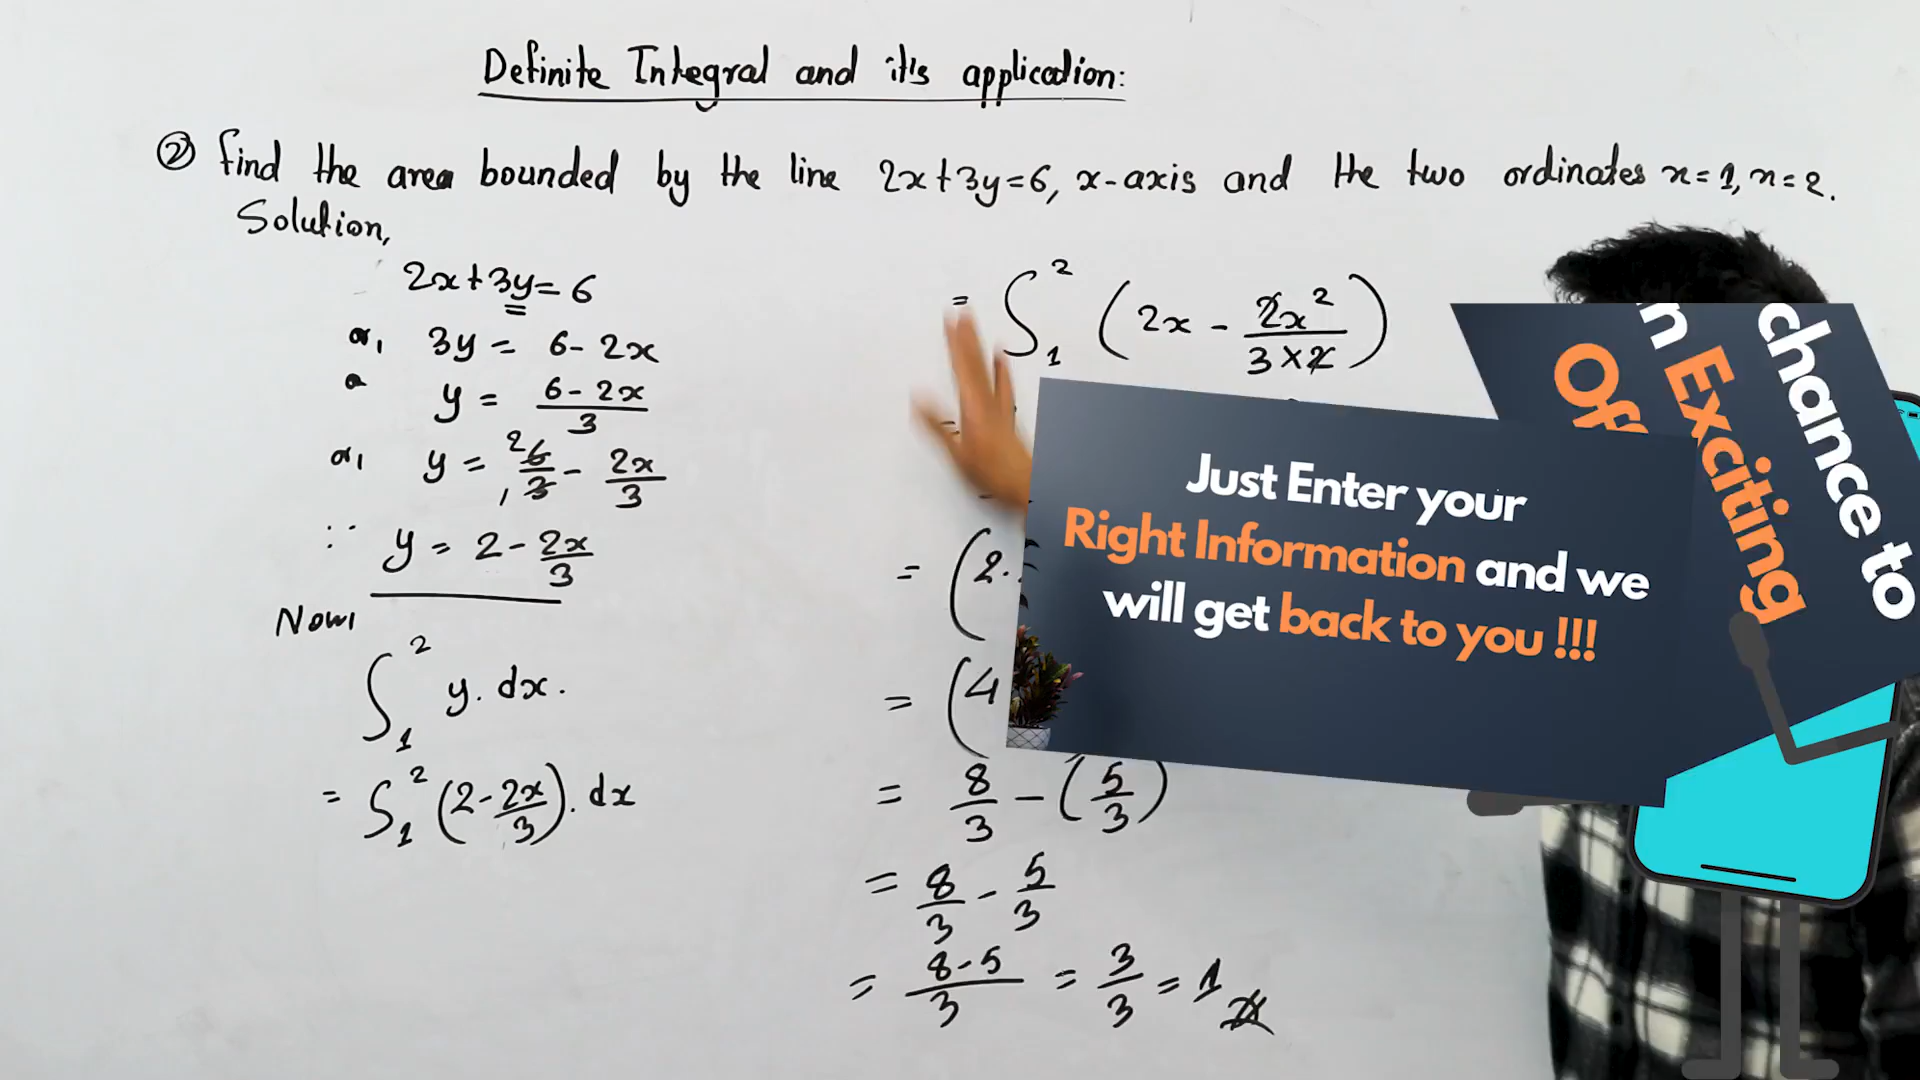 Definite Integral and it's application:
② find the area bounded by the line 2x+3y=6, x-axis and the two ordinates x=1, x=2.
Solution,
2x+3y=6
or, 3y = 6-2x
or y = (6-2x)/3
or, y = 6/3 - 2x/3
∵ y = 2 - 2x/3
Now,
∫₁² y. dx.
= ∫₁² (2 - 2x/3). dx
= ∫₁² (2x - 2x²/(3×2))
=
= (2.
= (4
= 8/3 - (5/3)
= 8/3 - 5/3
= (8-5)/3 = 3/3 = 1
Just Enter your
Right Information and we
will get back to you !!!
chance to
Exciting